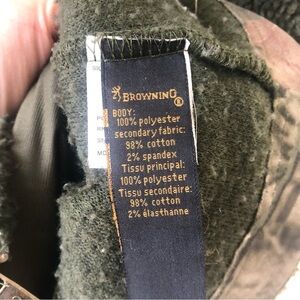 BROWNING®
BODY:
100% polyester
secondary fabric:
98% cotton
2% spandex
Tissu principal:
100% polyester
Tissu secondaire:
98% cotton
2% élasthanne